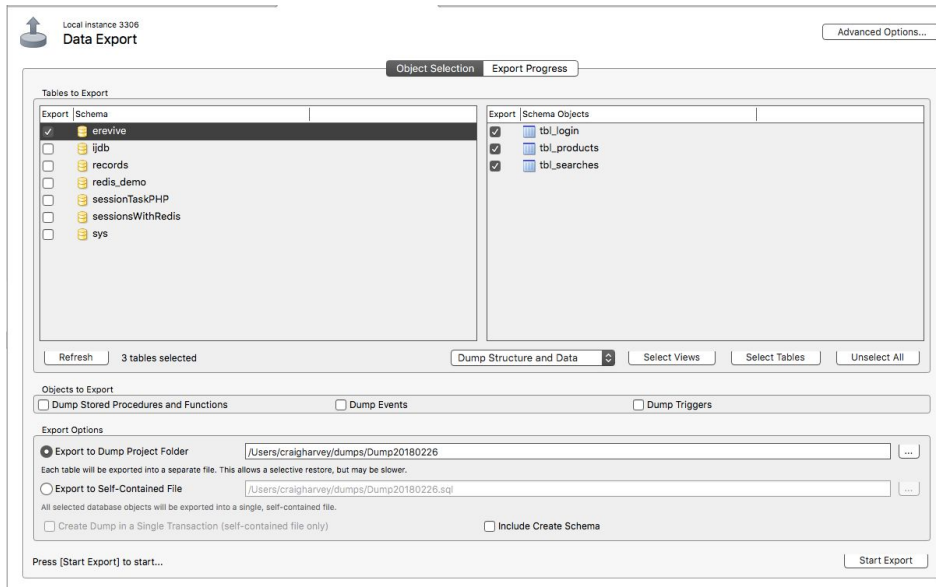 Local instance 3306
Data Export
Advanced Options...
Object Selection Export Progress
Tables to Export
Export Schema
erevive
ijdb
records
redis_demo
sessionTaskPHP
sessionsWithRedis
sys
Export Schema Objects
tbl_login
tbl_products
tbl_searches
Refresh 3 tables selected Dump Structure and Data Select Views Select Tables Unselect All
Objects to Export
Dump Stored Procedures and Functions Dump Events Dump Triggers
Export Options
Export to Dump Project Folder /Users/craigharvey/dumps/Dump20180226 ...
Each table will be exported into a separate file. This allows a selective restore, but may be slower.
Export to Self-Contained File /Users/craigharvey/dumps/Dump20180226.sql ...
All selected database objects will be exported into a single, self-contained file.
Create Dump in a Single Transaction (self-contained file only) Include Create Schema
Press [Start Export] to start... Start Export